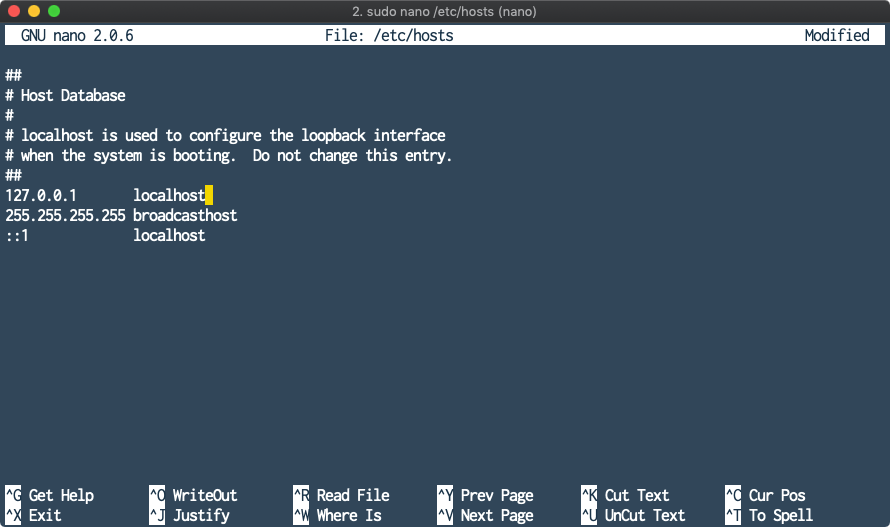 2. sudo nano /etc/hosts (nano)
GNU nano 2.0.6 File: /etc/hosts Modified
##
# Host Database
#
# localhost is used to configure the loopback interface
# when the system is booting.  Do not change this entry.
##
127.0.0.1 localhost
255.255.255.255 broadcasthost
::1 localhost
^G Get Help ^O WriteOut ^R Read File ^Y Prev Page ^K Cut Text ^C Cur Pos
^X Exit ^J Justify ^W Where Is ^V Next Page ^U UnCut Text ^T To Spell